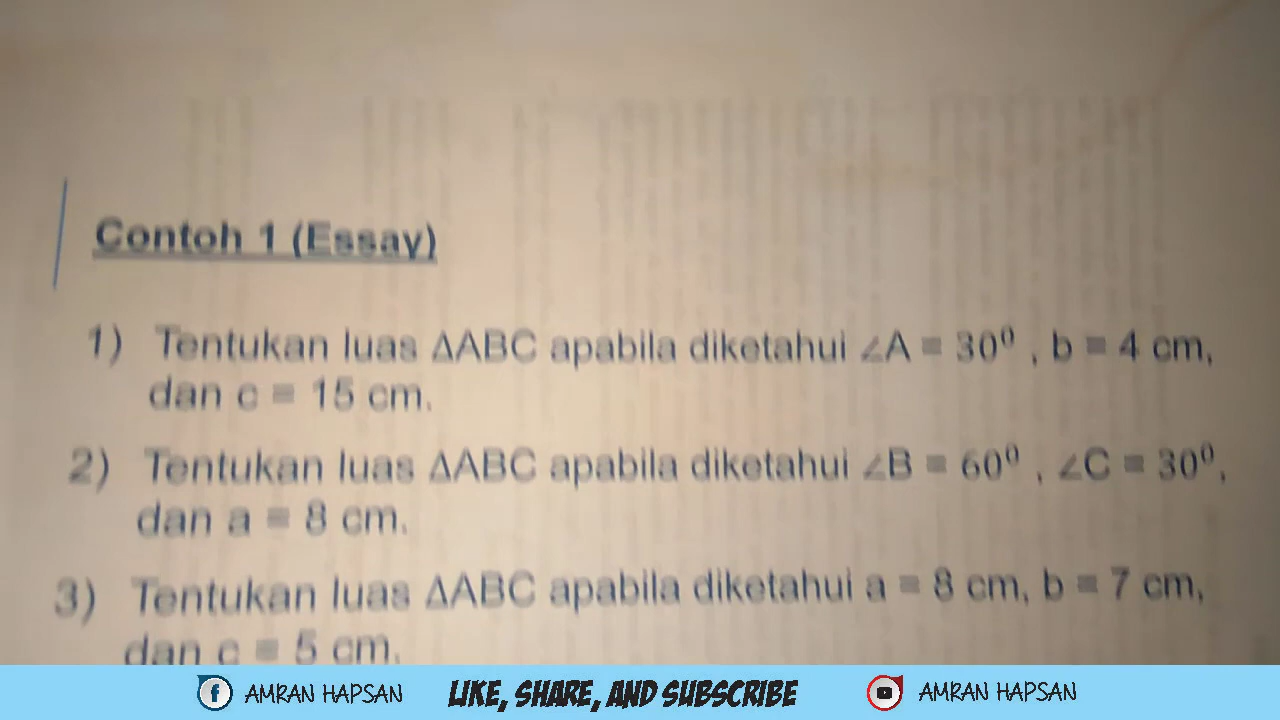 Contoh 1 (Essay)
1) Tentukan luas ΔABC apabila diketahui ∠A = 30⁰ , b = 4 cm,
dan c = 15 cm.
2) Tentukan luas ΔABC apabila diketahui ∠B = 60⁰ , ∠C = 30⁰,
dan a = 8 cm.
3) Tentukan luas ΔABC apabila diketahui a = 8 cm, b = 7 cm,
dan c = 5 cm.
AMRAN HAPSAN LIKE, SHARE, AND SUBSCRIBE AMRAN HAPSAN